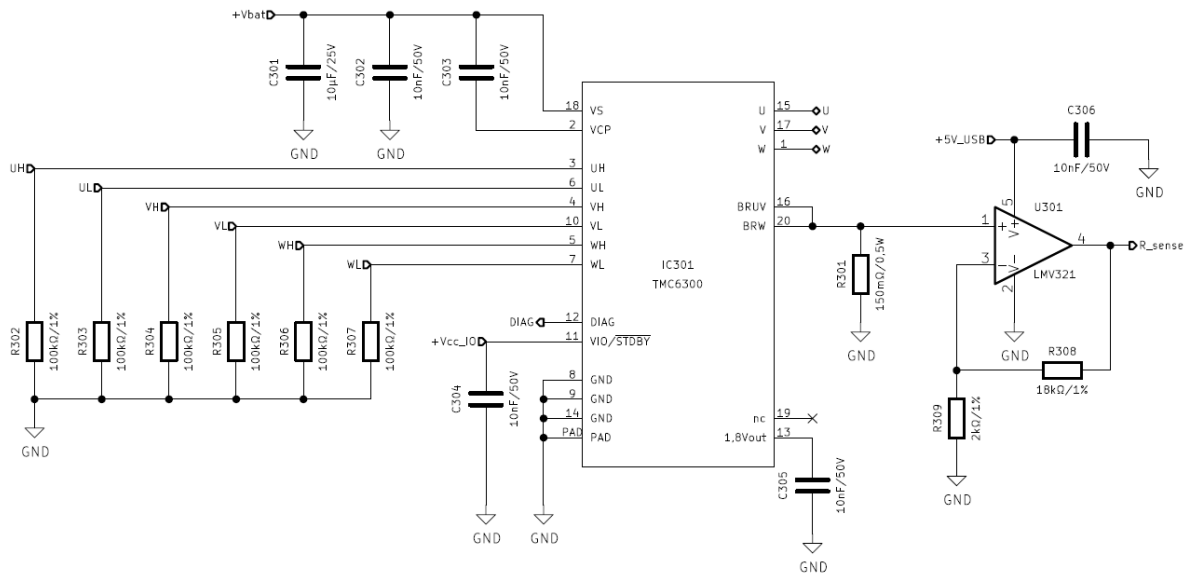 +Vbat
C301
10µF/25V
C302
10nF/50V
C303
10nF/50V
GND
GND
18
VS
2
VCP
3
UH
6
UL
4
VH
10
VL
5
WH
7
WL
12
DIAG
11
VIO/STDBY
8
GND
9
GND
14
GND
PAD
PAD
IC301
TMC6300
U
15
U
V
17
V
W
1
W
BRUV
16
BRW
20
nc
19
1,8Vout
13
UH
UL
VH
VL
WH
WL
DIAG
+Vcc_IO
R302
100kΩ/1%
R303
100kΩ/1%
R304
100kΩ/1%
R305
100kΩ/1%
R306
100kΩ/1%
R307
100kΩ/1%
GND
C304
10nF/50V
GND
GND
C305
10nF/50V
GND
R301
150mΩ/0,5W
GND
+5V_USB
C306
10nF/50V
GND
U301
LMV321
1
+
3
−
5
V+
2
V−
4
R_sense
GND
R308
18kΩ/1%
R309
2kΩ/1%
GND